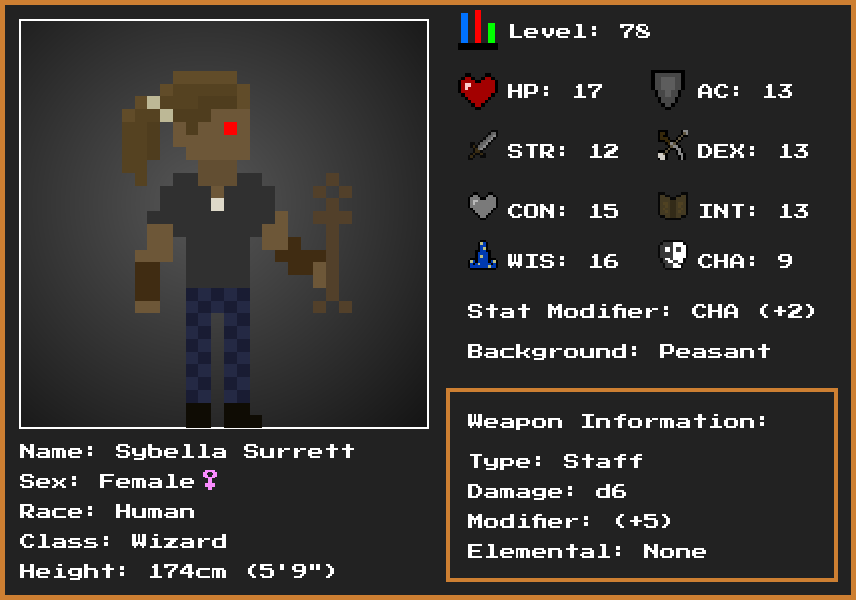 Level: 78
HP: 17
AC: 13
STR: 12
DEX: 13
CON: 15
INT: 13
WIS: 16
CHA: 9
Stat Modifier: CHA (+2)
Background: Peasant
Weapon Information:
Type: Staff
Damage: d6
Modifier: (+5)
Elemental: None
Name: Sybella Surrett
Sex: Female♀
Race: Human
Class: Wizard
Height: 174cm (5'9")